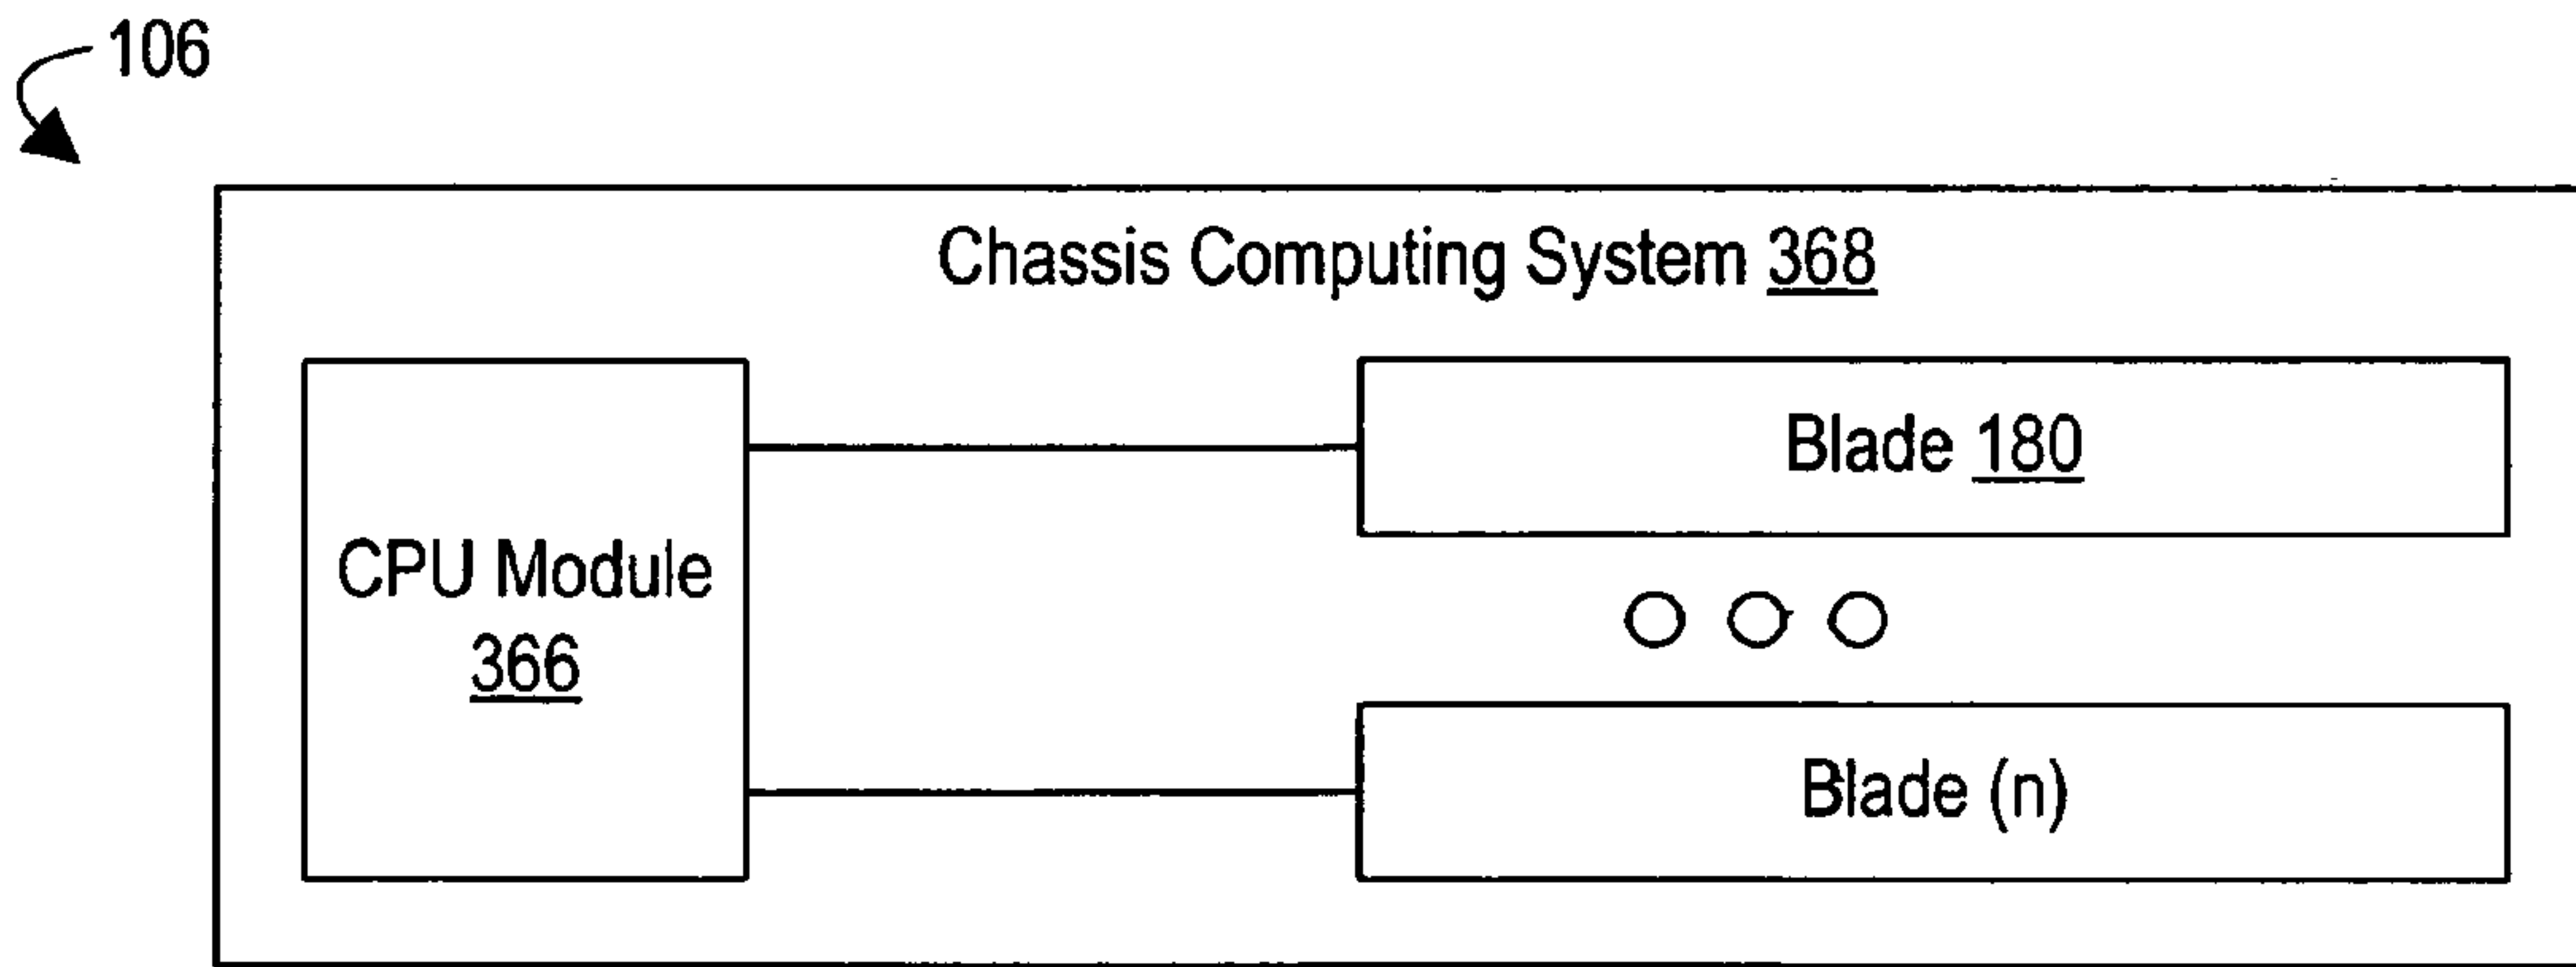 106
Chassis Computing System 368
Blade 180
CPU Module
366
Blade (n)